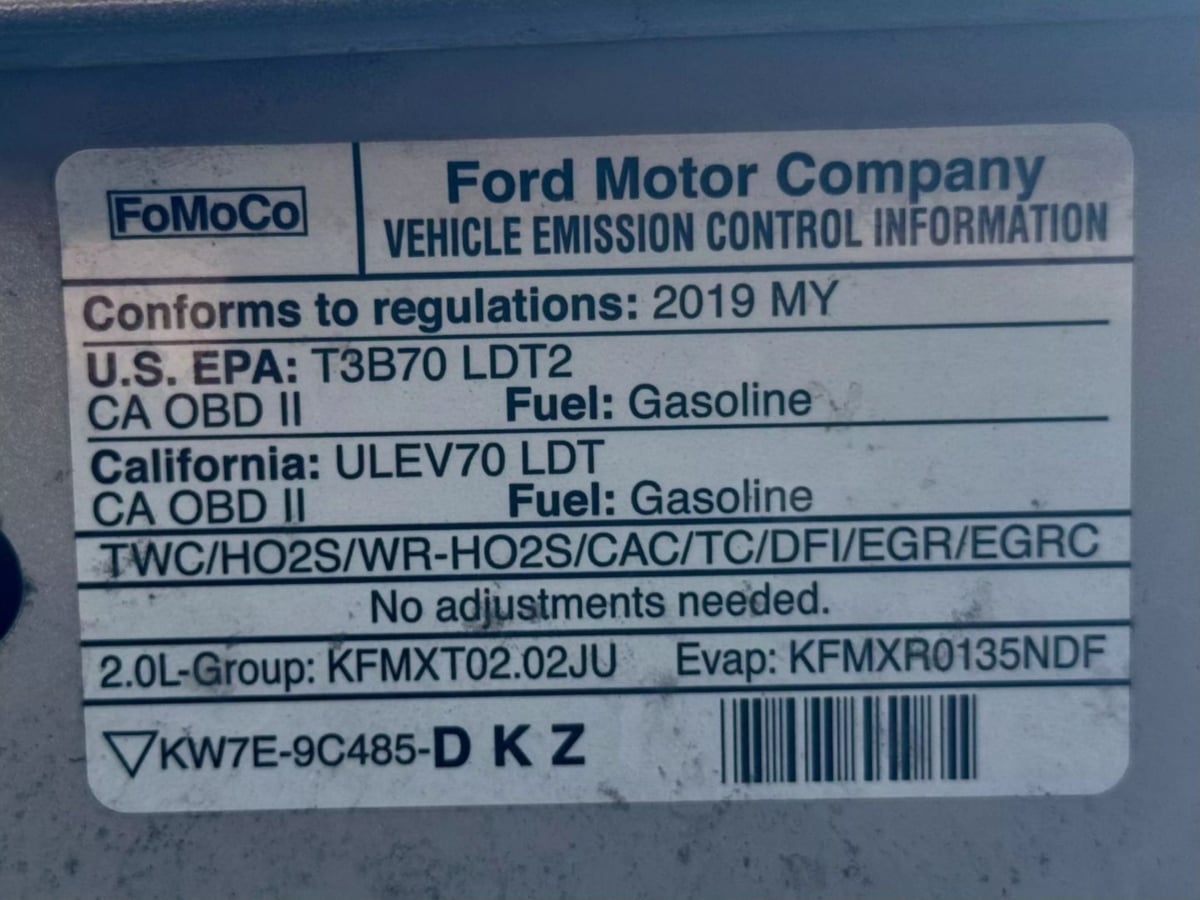 FoMoCo
Ford Motor Company
VEHICLE EMISSION CONTROL INFORMATION
Conforms to regulations: 2019 MY
U.S. EPA: T3B70 LDT2
CA OBD II Fuel: Gasoline
California: ULEV70 LDT
CA OBD II Fuel: Gasoline
TWC/HO2S/WR-HO2S/CAC/TC/DFI/EGR/EGRC
No adjustments needed.
2.0L-Group: KFMXT02.02JU Evap: KFMXR0135NDF
▽KW7E-9C485-D K Z